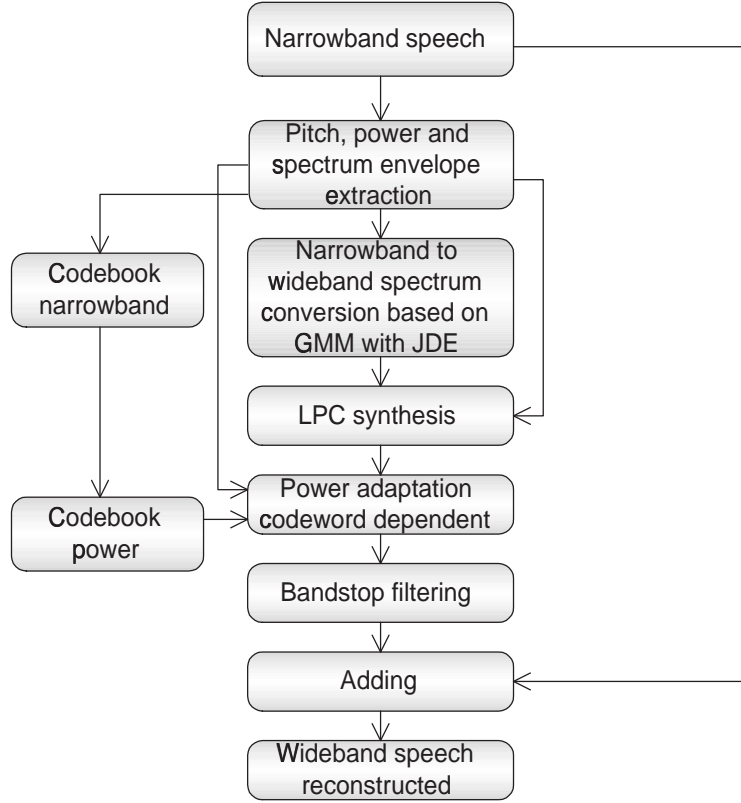 Narrowband speech
Pitch, power and
spectrum envelope
extraction
Codebook
narrowband
Narrowband to
wideband spectrum
conversion based on
GMM with JDE
LPC synthesis
Codebook
power
Power adaptation
codeword dependent
Bandstop filtering
Adding
Wideband speech
reconstructed